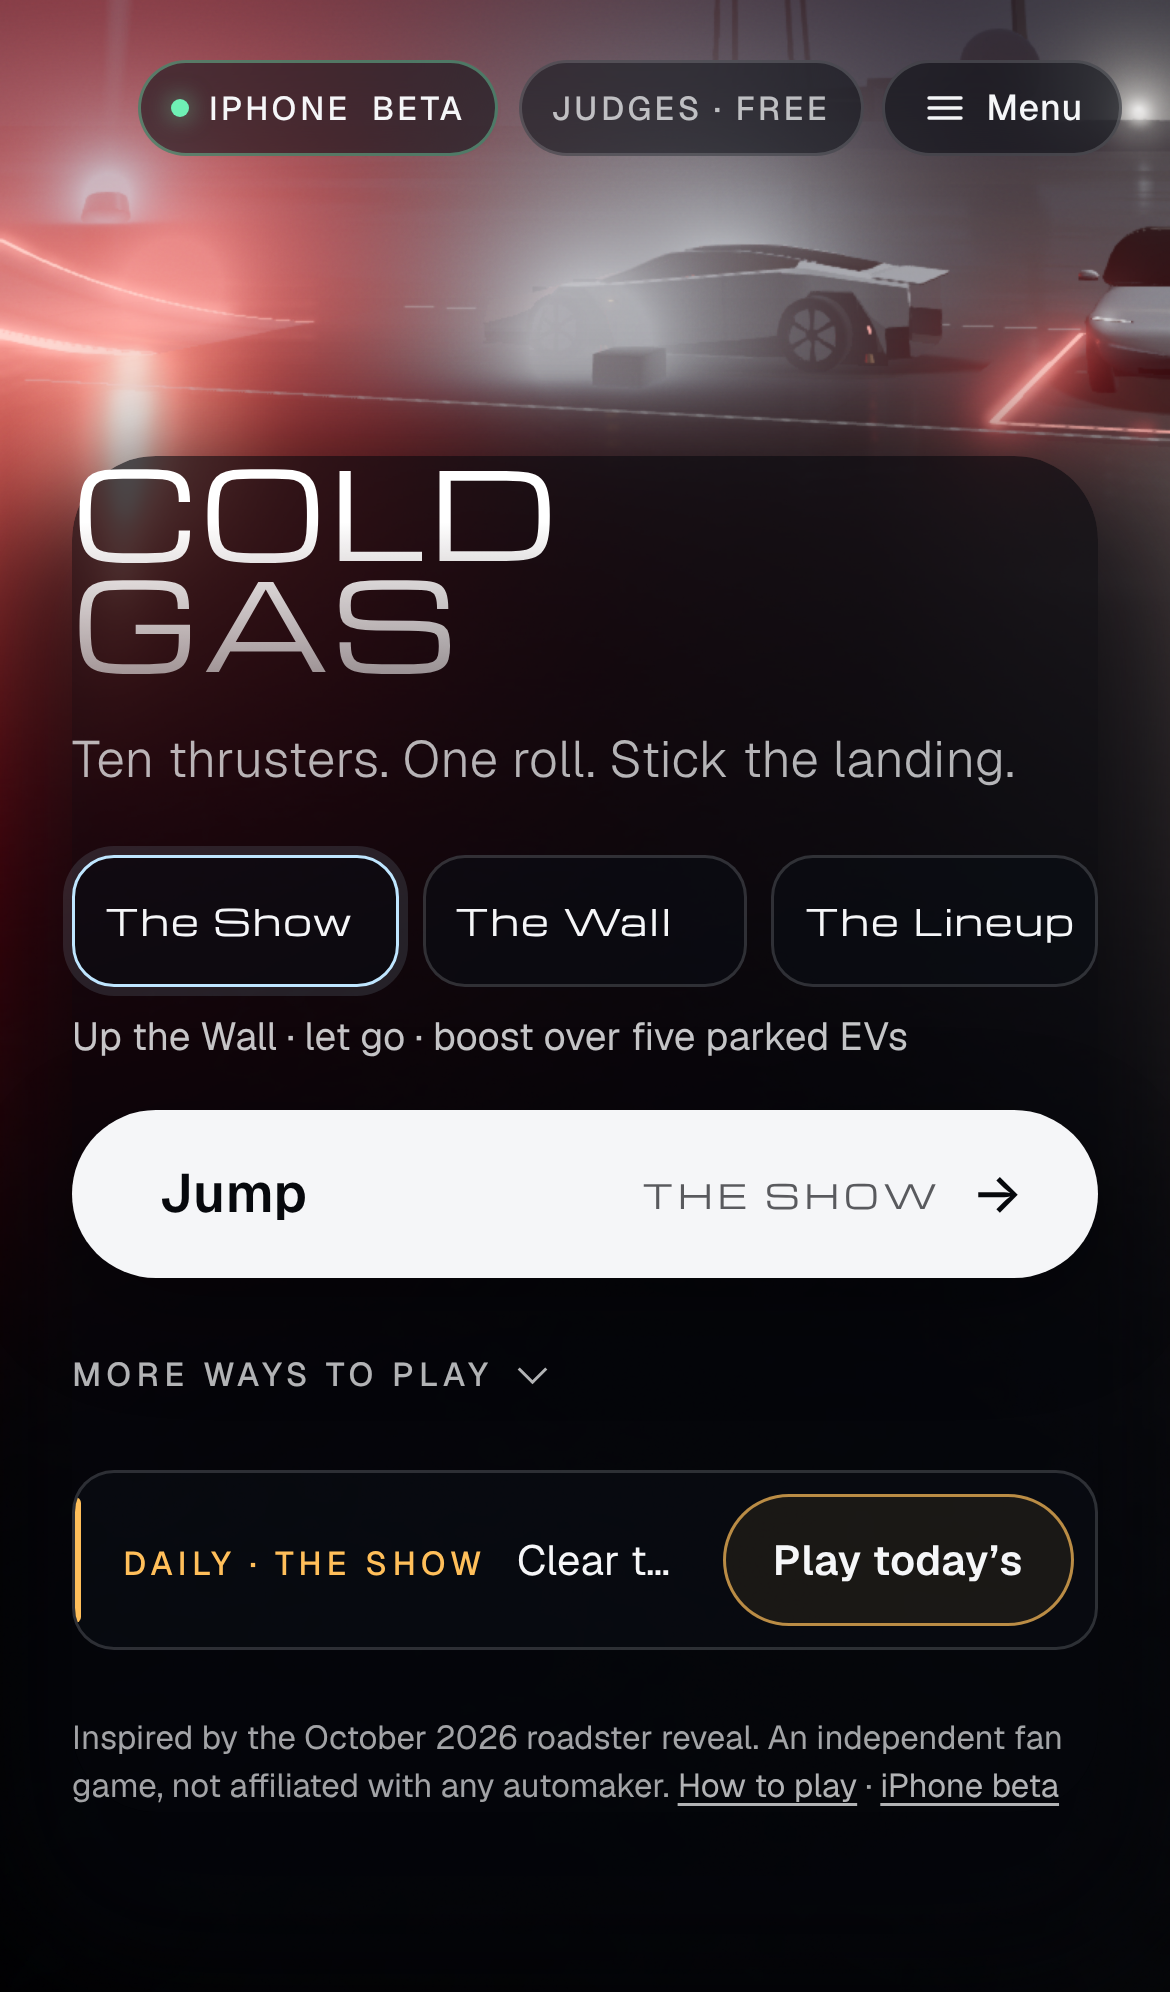 IPHONE BETA
JUDGES · FREE
Menu
COLD
GAS
Ten thrusters. One roll. Stick the landing.
The Show
The Wall
The Lineup
Up the Wall · let go · boost over five parked EVs
Jump
THE SHOW →
MORE WAYS TO PLAY
DAILY · THE SHOW Clear t...
Play today’s
Inspired by the October 2026 roadster reveal. An independent fan
game, not affiliated with any automaker. How to play · iPhone beta